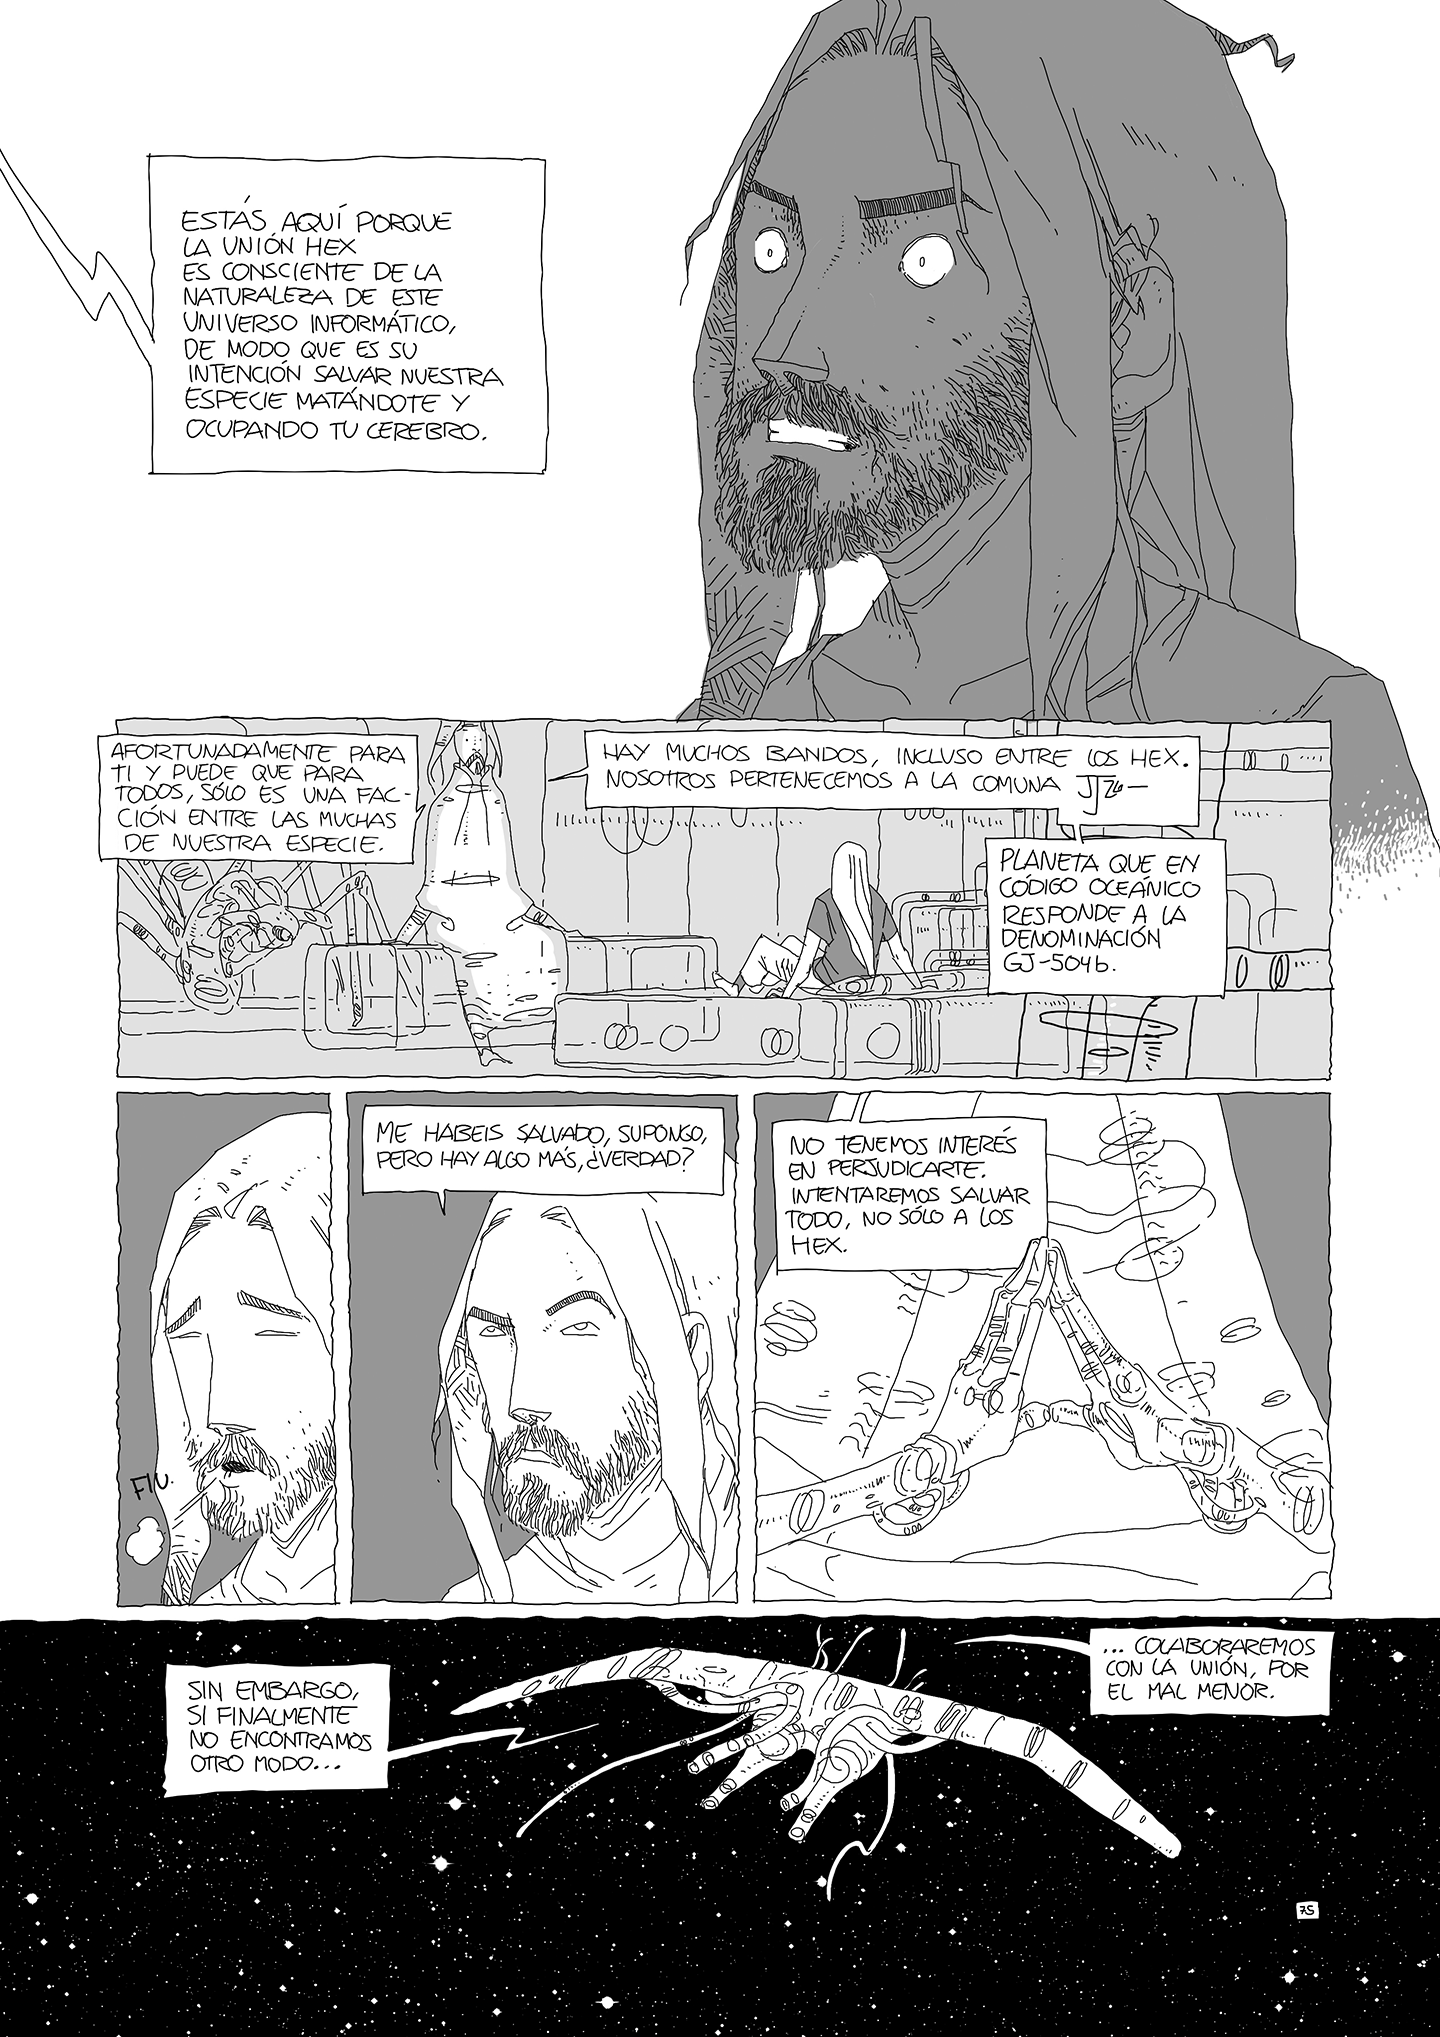 ESTÁS AQUÍ PORQUE
LA UNIÓN HEX
ES CONSCIENTE DE LA
NATURALEZA DE ESTE
UNIVERSO INFORMÁTICO,
DE MODO QUE ES SU
INTENCIÓN SALVAR NUESTRA
ESPECIE MATÁNDOTE Y
OCUPANDO TU CEREBRO.
AFORTUNADAMENTE PARA
TI Y PUEDE QUE PARA
TODOS, SÓLO ES UNA FAC-
CIÓN ENTRE LAS MUCHAS
DE NUESTRA ESPECIE.
HAY MUCHOS BANDOS, INCLUSO ENTRE LOS HEX.
NOSOTROS PERTENECEMOS A LA COMUNA
PLANETA QUE EN
CÓDIGO OCEÁNICO
RESPONDE A LA
DENOMINACIÓN
GJ-504b.
FIU.
ME HABEIS SALVADO, SUPONGO,
PERO HAY ALGO MÁS, ¿VERDAD?
NO TENEMOS INTERÉS
EN PERJUDICARTE.
INTENTAREMOS SALVAR
TODO, NO SÓLO A LOS
HEX.
SIN EMBARGO,
SI FINALMENTE
NO ENCONTRAMOS
OTRO MODO...
... COLABORAREMOS
CON LA UNIÓN, POR
EL MAL MENOR.
75